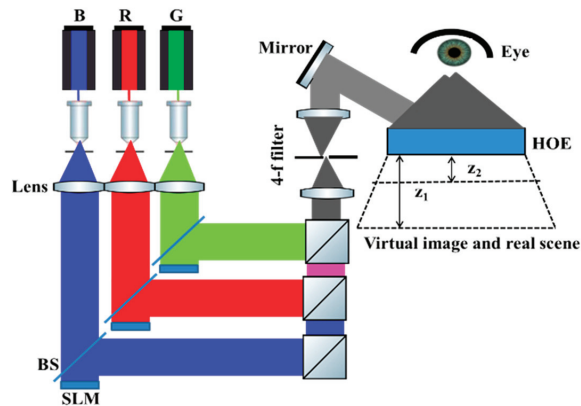 B
R
G
Mirror
Eye
HOE
4-f filter
Lens
z1
z2
Virtual image and real scene
BS
SLM